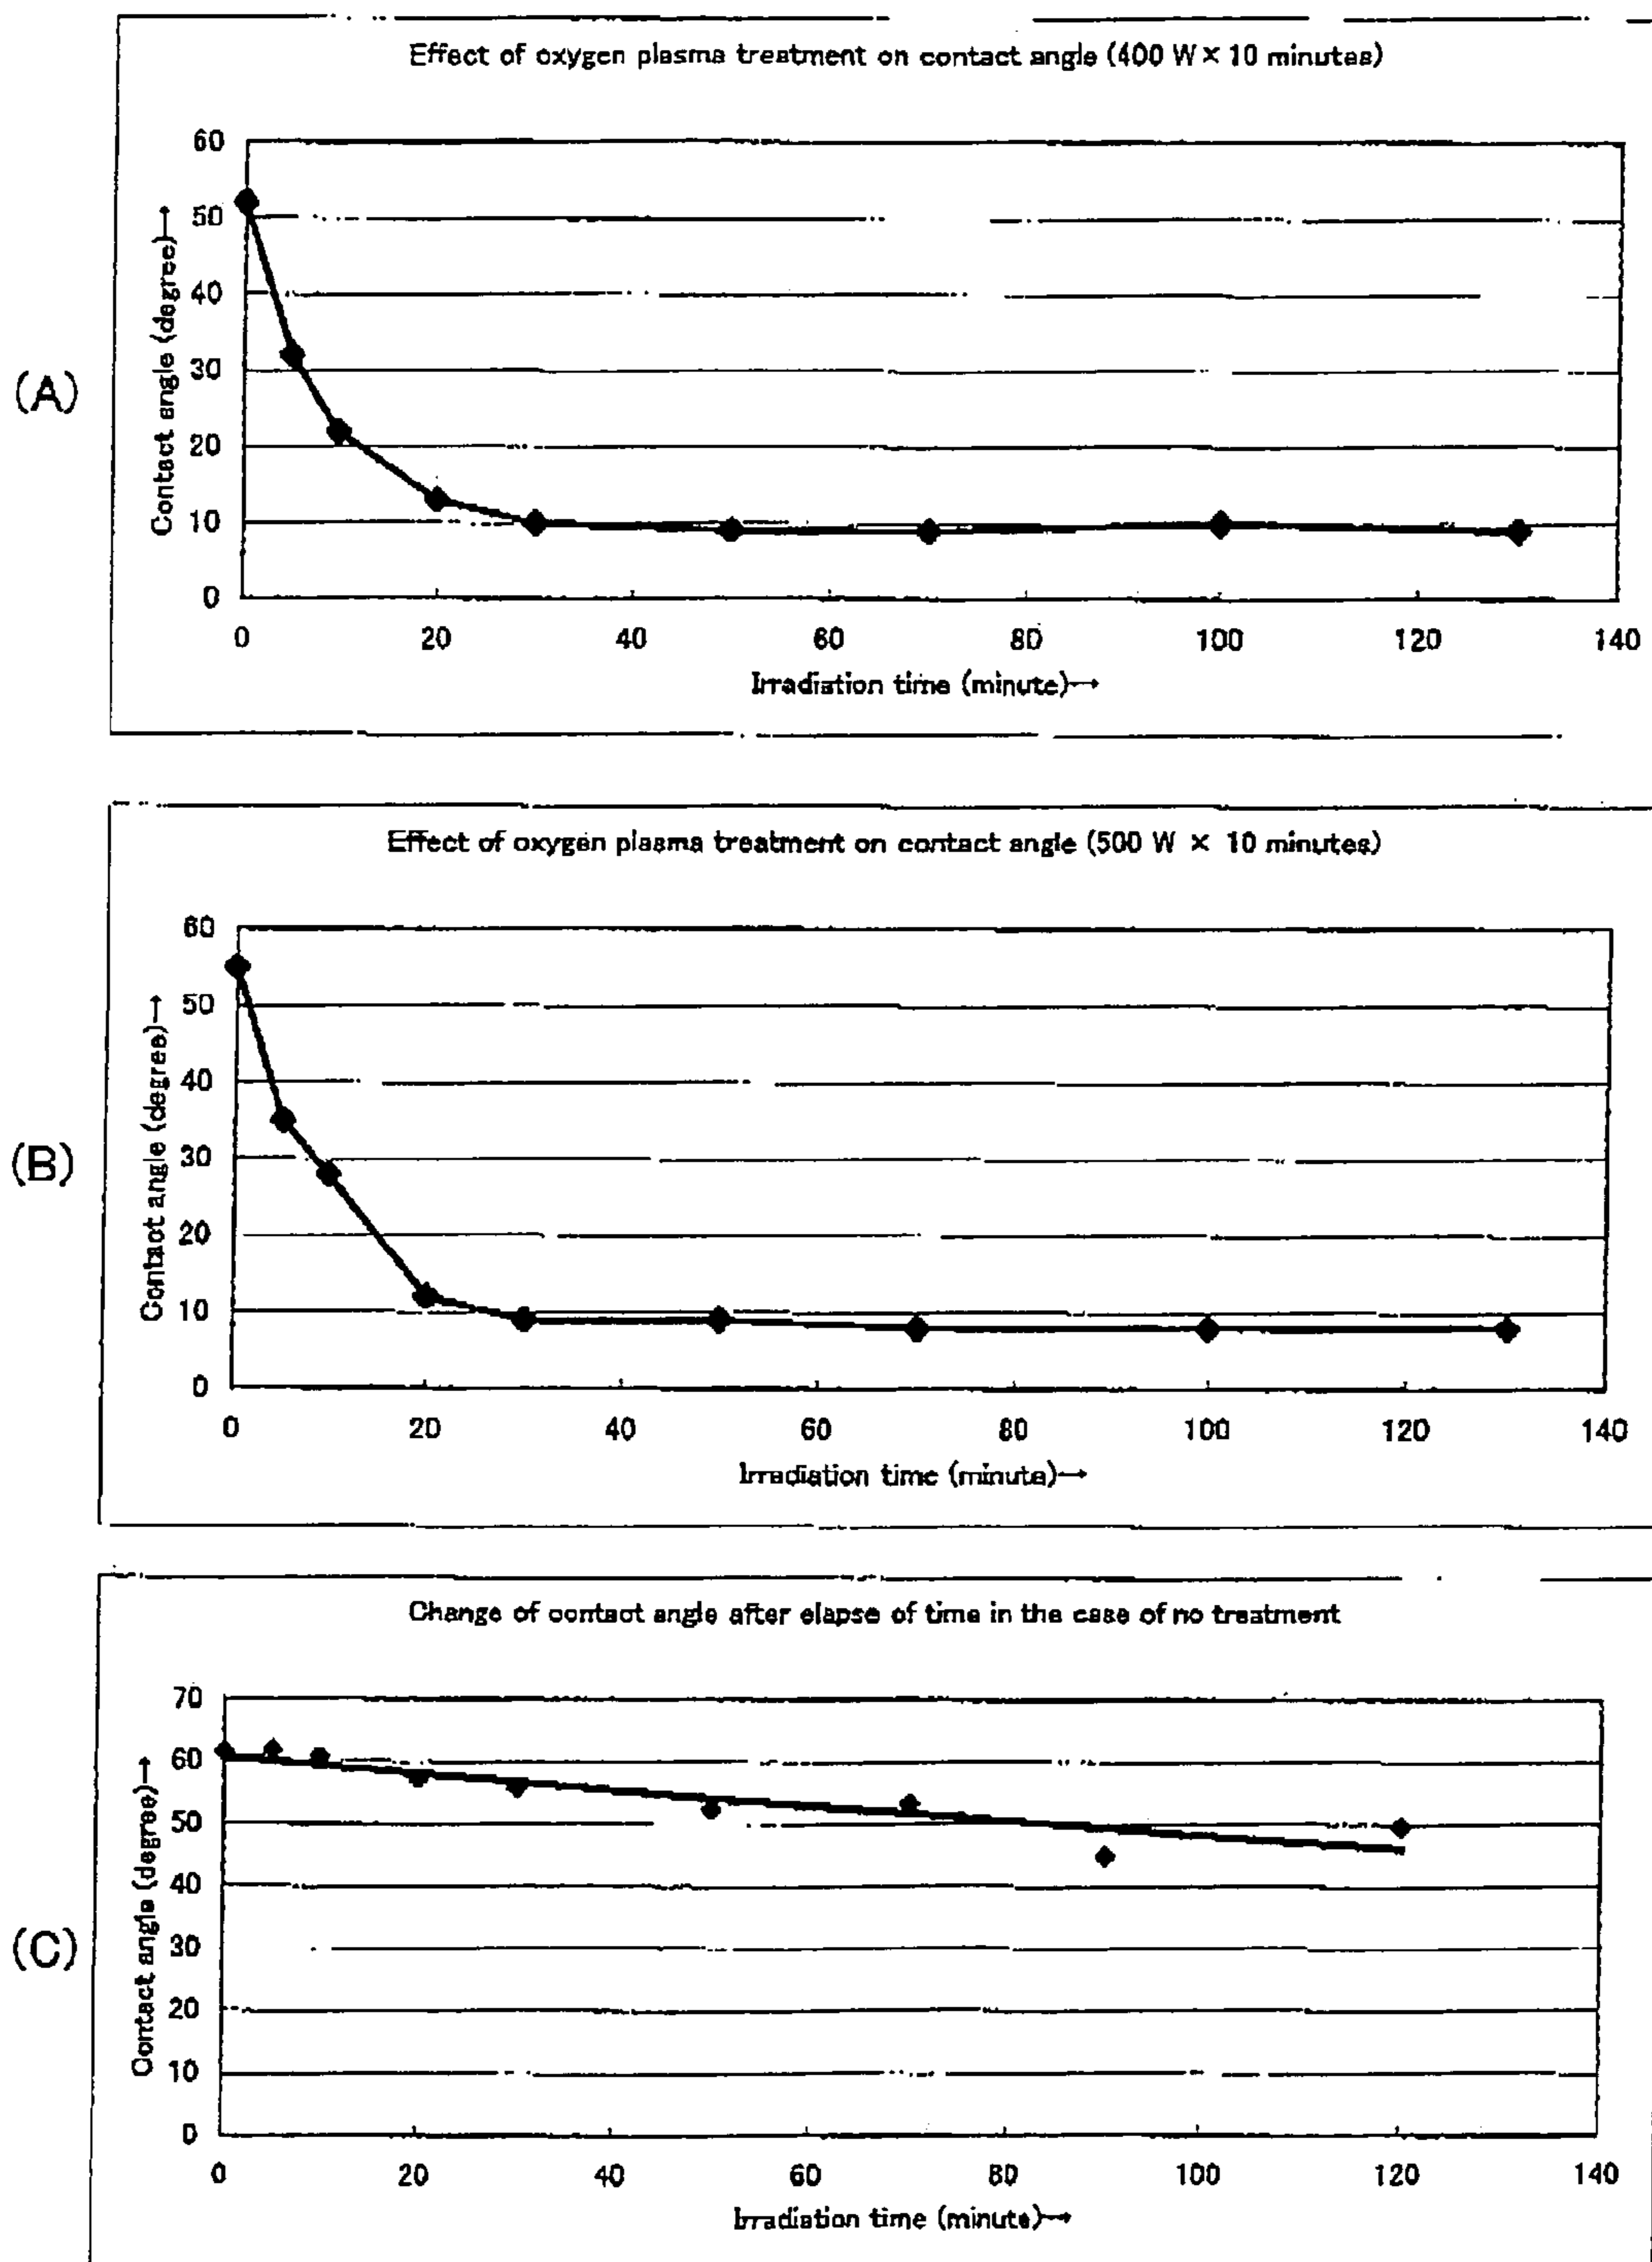 (A)
Effect of oxygen plasma treatment on contact angle (400 W × 10 minutes)
Contact angle (degree)→
60
50
40
30
20
10
0
0 20 40 60 80 100 120 140
Irradiation time (minute)→
(B)
Effect of oxygen plasma treatment on contact angle (500 W × 10 minutes)
Contact angle (degree)→
60
50
40
30
20
10
0
0 20 40 60 80 100 120 140
Irradiation time (minute)→
(C)
Change of contact angle after elapse of time in the case of no treatment
Contact angle (degree)→
70
60
50
40
30
20
10
0
0 20 40 60 80 100 120 140
Irradiation time (minute)→